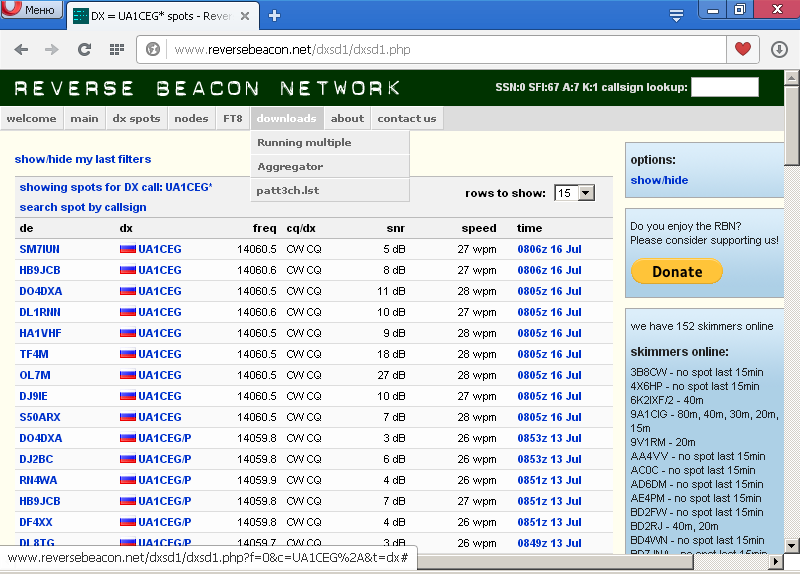 Меню
DX = UA1CEG* spots - Rever
www.reversebeacon.net/dxsd1/dxsd1.php
REVERSE BEACON NETWORK
SSN:0 SFI:67 A:7 K:1 callsign lookup:
welcome main dx spots nodes FT8 downloads about contact us
Running multiple
Aggregator
patt3ch.lst
show/hide my last filters
showing spots for DX call: UA1CEG*
search spot by callsign
rows to show: 15
de dx freq cq/dx snr speed time
SM7IUN UA1CEG 14060.5 CW CQ 5 dB 27 wpm 0806z 16 Jul
HB9JCB UA1CEG 14060.6 CW CQ 8 dB 27 wpm 0806z 16 Jul
DO4DXA UA1CEG 14060.5 CW CQ 11 dB 28 wpm 0805z 16 Jul
DL1RNN UA1CEG 14060.6 CW CQ 10 dB 27 wpm 0805z 16 Jul
HA1VHF UA1CEG 14060.5 CW CQ 9 dB 28 wpm 0805z 16 Jul
TF4M UA1CEG 14060.5 CW CQ 18 dB 28 wpm 0805z 16 Jul
OL7M UA1CEG 14060.5 CW CQ 27 dB 28 wpm 0805z 16 Jul
DJ9IE UA1CEG 14060.5 CW CQ 10 dB 27 wpm 0805z 16 Jul
S50ARX UA1CEG 14060.5 CW CQ 7 dB 28 wpm 0805z 16 Jul
DO4DXA UA1CEG/P 14059.8 CW CQ 3 dB 26 wpm 0853z 13 Jul
DJ2BC UA1CEG/P 14059.8 CW CQ 6 dB 26 wpm 0853z 13 Jul
RN4WA UA1CEG/P 14059.9 CW CQ 4 dB 26 wpm 0851z 13 Jul
HB9JCB UA1CEG/P 14059.8 CW CQ 7 dB 27 wpm 0851z 13 Jul
DF4XX UA1CEG/P 14059.8 CW CQ 4 dB 26 wpm 0851z 13 Jul
DL8TG UA1CEG/P 14059.8 CW CQ 7 dB 26 wpm 0849z 13 Jul
options:
show/hide
Do you enjoy the RBN?
Please consider supporting us!
Donate
we have 152 skimmers online
skimmers online:
3B8CW - no spot last 15min
4X6HP - no spot last 15min
6K2IXF/2 - 40m
9A1CIG - 80m, 40m, 30m, 20m,
15m
9V1RM - 20m
AA4VV - no spot last 15min
AC0C - no spot last 15min
AD6DM - no spot last 15min
AE4PM - no spot last 15min
BD2FW - no spot last 15min
BD2RJ - 40m, 20m
BD4WN - no spot last 15min
www.reversebeacon.net/dxsd1/dxsd1.php?f=0&c=UA1CEG%2A&t=dx#